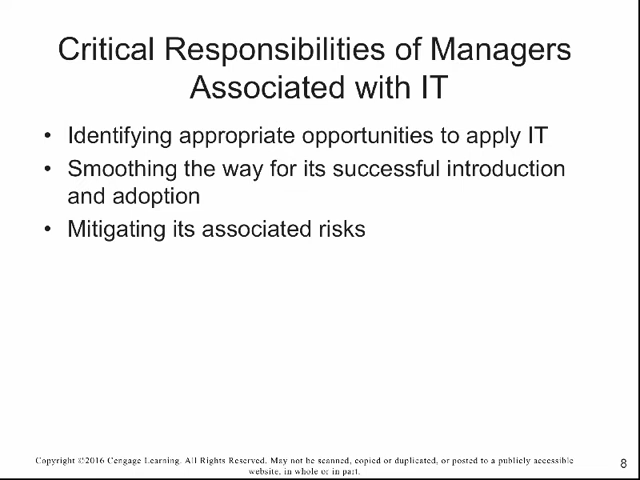 Critical Responsibilities of Managers
Associated with IT
• Identifying appropriate opportunities to apply IT
• Smoothing the way for its successful introduction
and adoption
• Mitigating its associated risks
Copyright ©2016 Cengage Learning. All Rights Reserved. May not be scanned, copied or duplicated, or posted to a publicly accessible
website, in whole or in part.
8